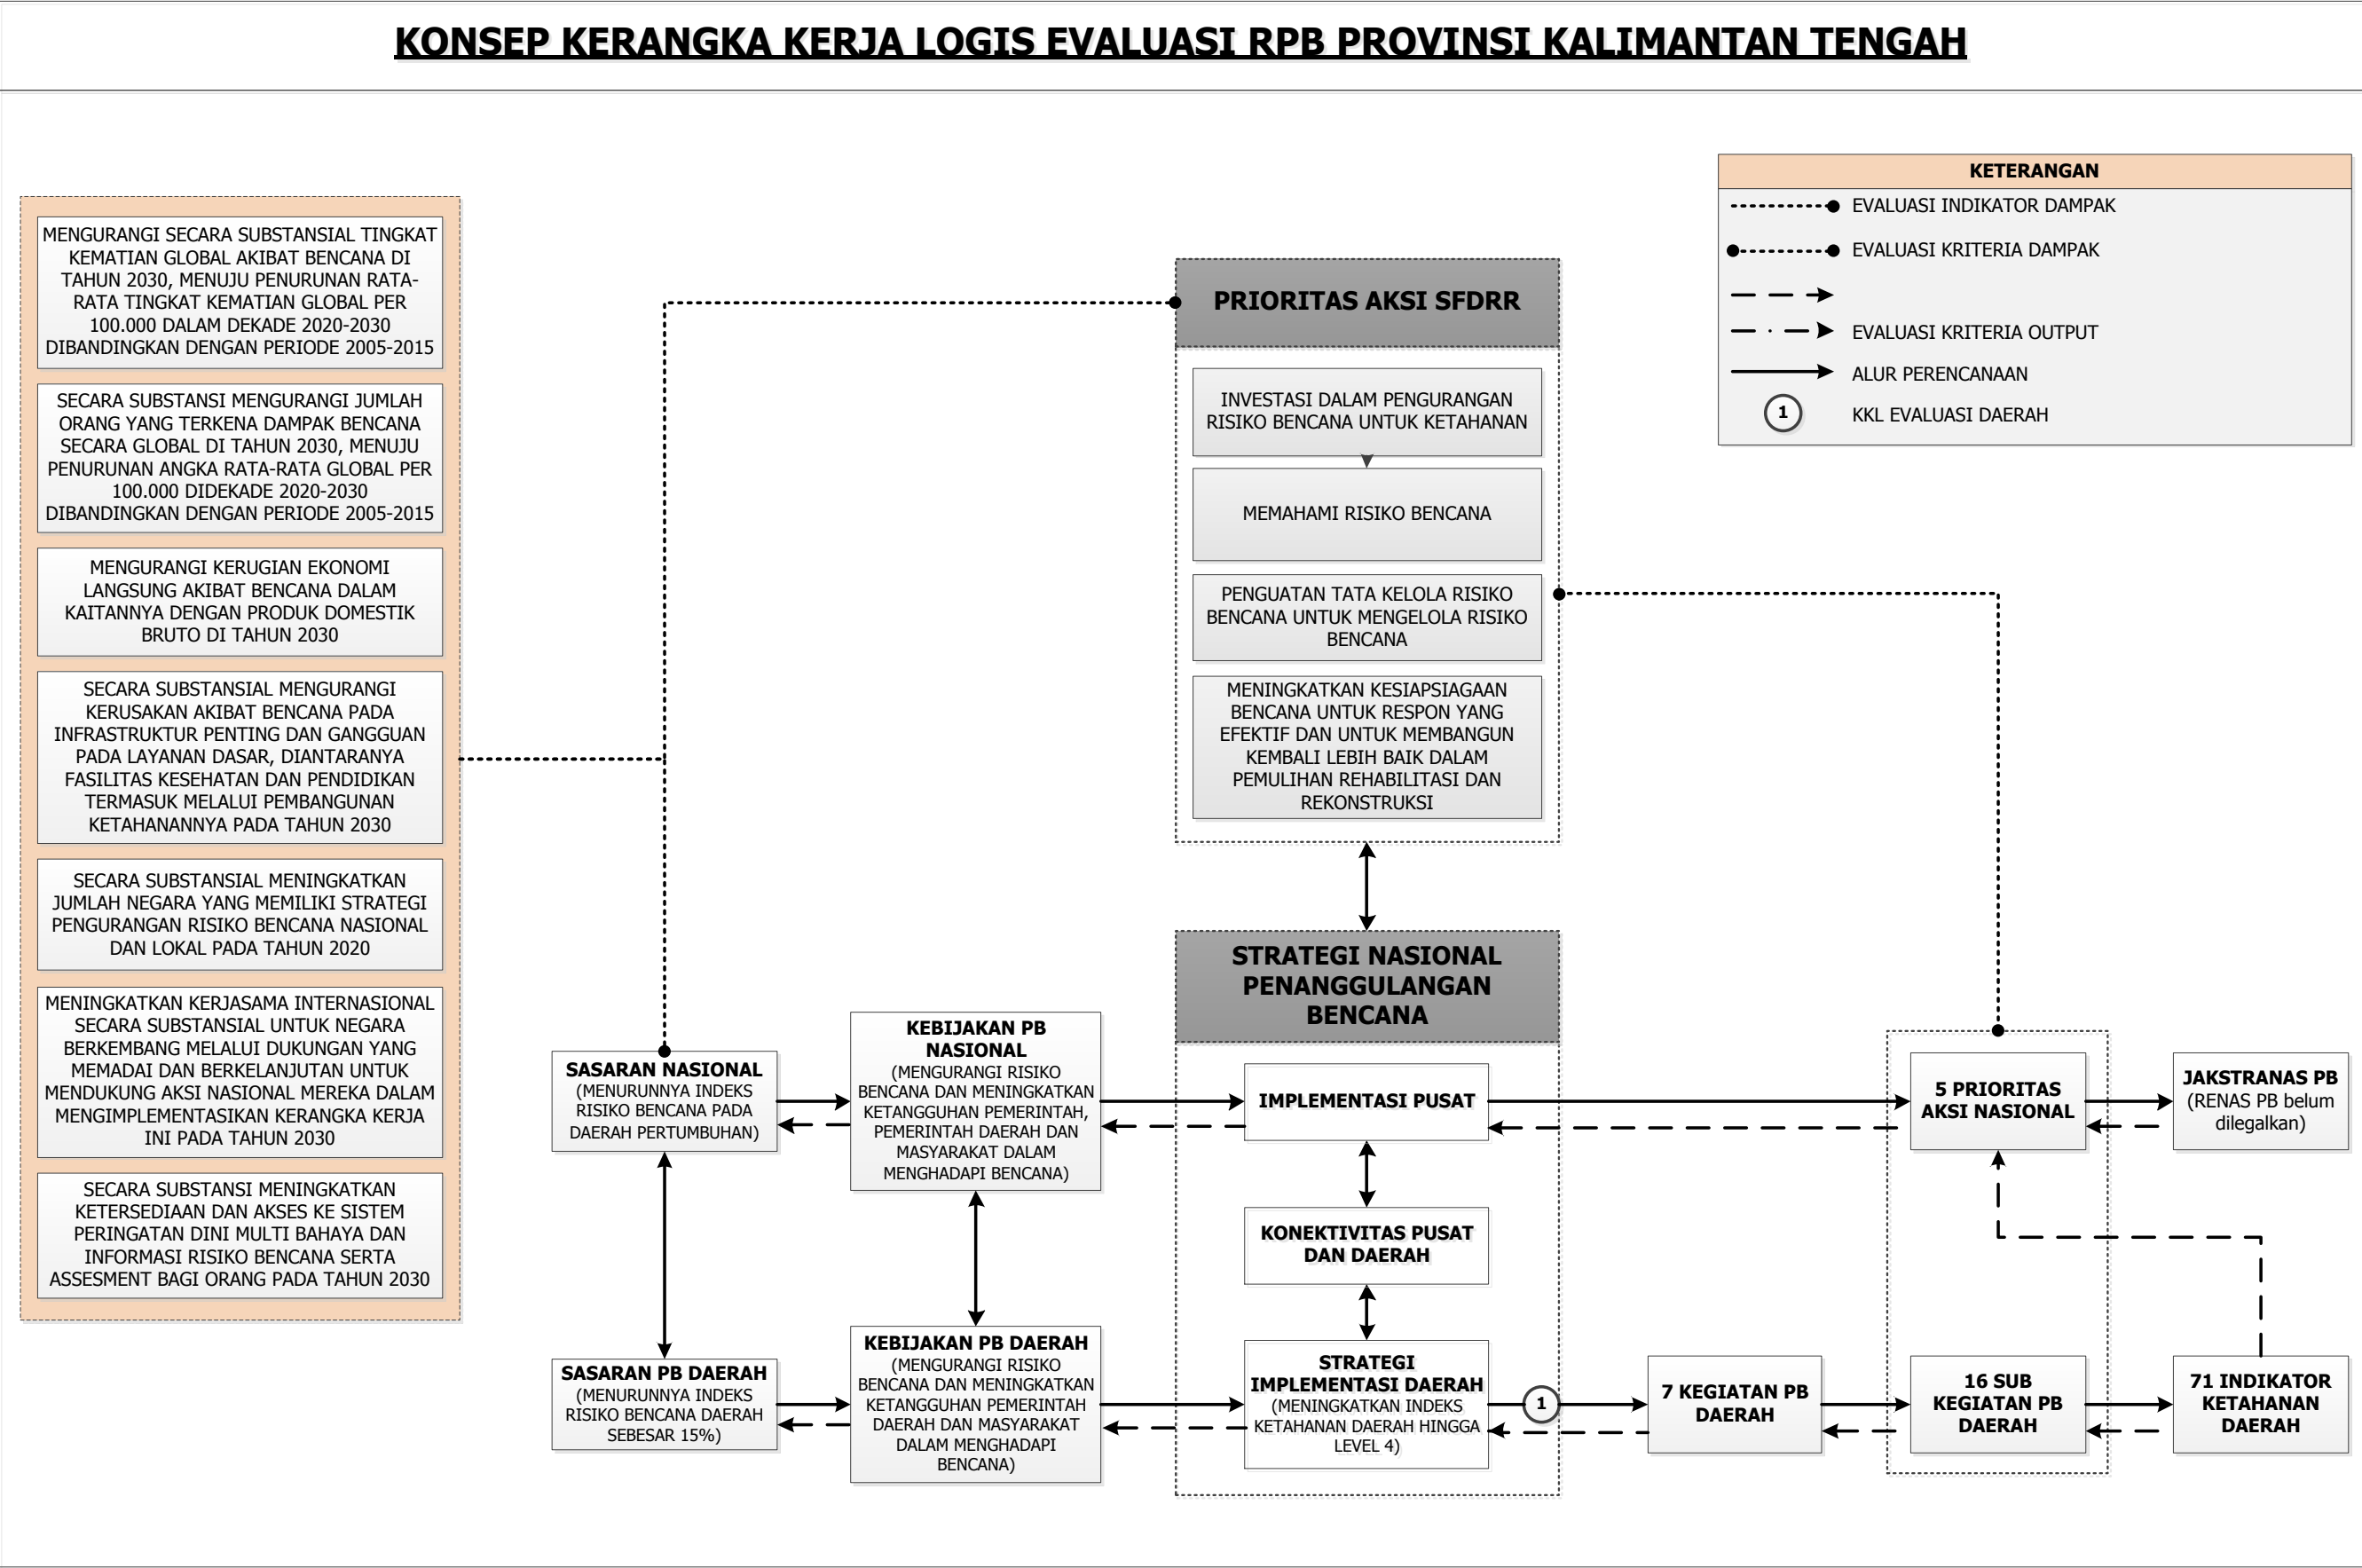 KONSEP KERANGKA KERJA LOGIS EVALUASI RPB PROVINSI KALIMANTAN TENGAH
KETERANGAN
EVALUASI INDIKATOR DAMPAK
EVALUASI KRITERIA DAMPAK
EVALUASI KRITERIA OUTPUT
ALUR PERENCANAAN
1
KKL EVALUASI DAERAH
MENGURANGI SECARA SUBSTANSIAL TINGKAT
KEMATIAN GLOBAL AKIBAT BENCANA DI
TAHUN 2030, MENUJU PENURUNAN RATA-
RATA TINGKAT KEMATIAN GLOBAL PER
100.000 DALAM DEKADE 2020-2030
DIBANDINGKAN DENGAN PERIODE 2005-2015
SECARA SUBSTANSI MENGURANGI JUMLAH
ORANG YANG TERKENA DAMPAK BENCANA
SECARA GLOBAL DI TAHUN 2030, MENUJU
PENURUNAN ANGKA RATA-RATA GLOBAL PER
100.000 DIDEKADE 2020-2030
DIBANDINGKAN DENGAN PERIODE 2005-2015
MENGURANGI KERUGIAN EKONOMI
LANGSUNG AKIBAT BENCANA DALAM
KAITANNYA DENGAN PRODUK DOMESTIK
BRUTO DI TAHUN 2030
SECARA SUBSTANSIAL MENGURANGI
KERUSAKAN AKIBAT BENCANA PADA
INFRASTRUKTUR PENTING DAN GANGGUAN
PADA LAYANAN DASAR, DIANTARANYA
FASILITAS KESEHATAN DAN PENDIDIKAN
TERMASUK MELALUI PEMBANGUNAN
KETAHANANNYA PADA TAHUN 2030
SECARA SUBSTANSIAL MENINGKATKAN
JUMLAH NEGARA YANG MEMILIKI STRATEGI
PENGURANGAN RISIKO BENCANA NASIONAL
DAN LOKAL PADA TAHUN 2020
MENINGKATKAN KERJASAMA INTERNASIONAL
SECARA SUBSTANSIAL UNTUK NEGARA
BERKEMBANG MELALUI DUKUNGAN YANG
MEMADAI DAN BERKELANJUTAN UNTUK
MENDUKUNG AKSI NASIONAL MEREKA DALAM
MENGIMPLEMENTASIKAN KERANGKA KERJA
INI PADA TAHUN 2030
SECARA SUBSTANSI MENINGKATKAN
KETERSEDIAAN DAN AKSES KE SISTEM
PERINGATAN DINI MULTI BAHAYA DAN
INFORMASI RISIKO BENCANA SERTA
ASSESMENT BAGI ORANG PADA TAHUN 2030
PRIORITAS AKSI SFDRR
INVESTASI DALAM PENGURANGAN
RISIKO BENCANA UNTUK KETAHANAN
MEMAHAMI RISIKO BENCANA
PENGUATAN TATA KELOLA RISIKO
BENCANA UNTUK MENGELOLA RISIKO
BENCANA
MENINGKATKAN KESIAPSIAGAAN
BENCANA UNTUK RESPON YANG
EFEKTIF DAN UNTUK MEMBANGUN
KEMBALI LEBIH BAIK DALAM
PEMULIHAN REHABILITASI DAN
REKONSTRUKSI
STRATEGI NASIONAL
PENANGGULANGAN
BENCANA
SASARAN NASIONAL
(MENURUNNYA INDEKS
RISIKO BENCANA PADA
DAERAH PERTUMBUHAN)
KEBIJAKAN PB
NASIONAL
(MENGURANGI RISIKO
BENCANA DAN MENINGKATKAN
KETANGGUHAN PEMERINTAH,
PEMERINTAH DAERAH DAN
MASYARAKAT DALAM
MENGHADAPI BENCANA)
IMPLEMENTASI PUSAT
5 PRIORITAS
AKSI NASIONAL
JAKSTRANAS PB
(RENAS PB belum
dilegalkan)
KONEKTIVITAS PUSAT
DAN DAERAH
SASARAN PB DAERAH
(MENURUNNYA INDEKS
RISIKO BENCANA DAERAH
SEBESAR 15%)
KEBIJAKAN PB DAERAH
(MENGURANGI RISIKO
BENCANA DAN MENINGKATKAN
KETANGGUHAN PEMERINTAH
DAERAH DAN MASYARAKAT
DALAM MENGHADAPI
BENCANA)
STRATEGI
IMPLEMENTASI DAERAH
(MENINGKATKAN INDEKS
KETAHANAN DAERAH HINGGA
LEVEL 4)
1
7 KEGIATAN PB
DAERAH
16 SUB
KEGIATAN PB
DAERAH
71 INDIKATOR
KETAHANAN
DAERAH